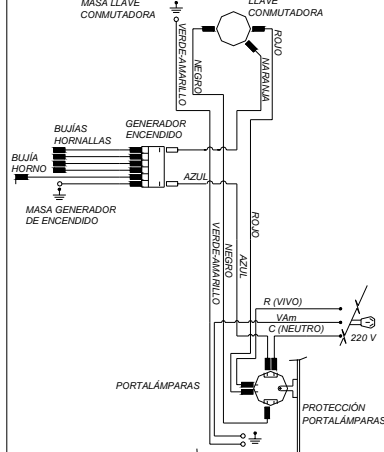 MASA LLAVE
CONMUTADORA
LLAVE
CONMUTADORA
VERDE-AMARILLO
NEGRO
ROJO
NARANJA
BUJÍAS
HORNALLAS
GENERADOR
ENCENDIDO
BUJÍA
HORNO
AZUL
MASA GENERADOR
DE ENCENDIDO
VERDE-AMARILLO
NEGRO
AZUL
ROJO
R (VIVO)
VAm
C (NEUTRO)
220 V
PORTALÁMPARAS
PROTECCIÓN
PORTALÁMPARAS